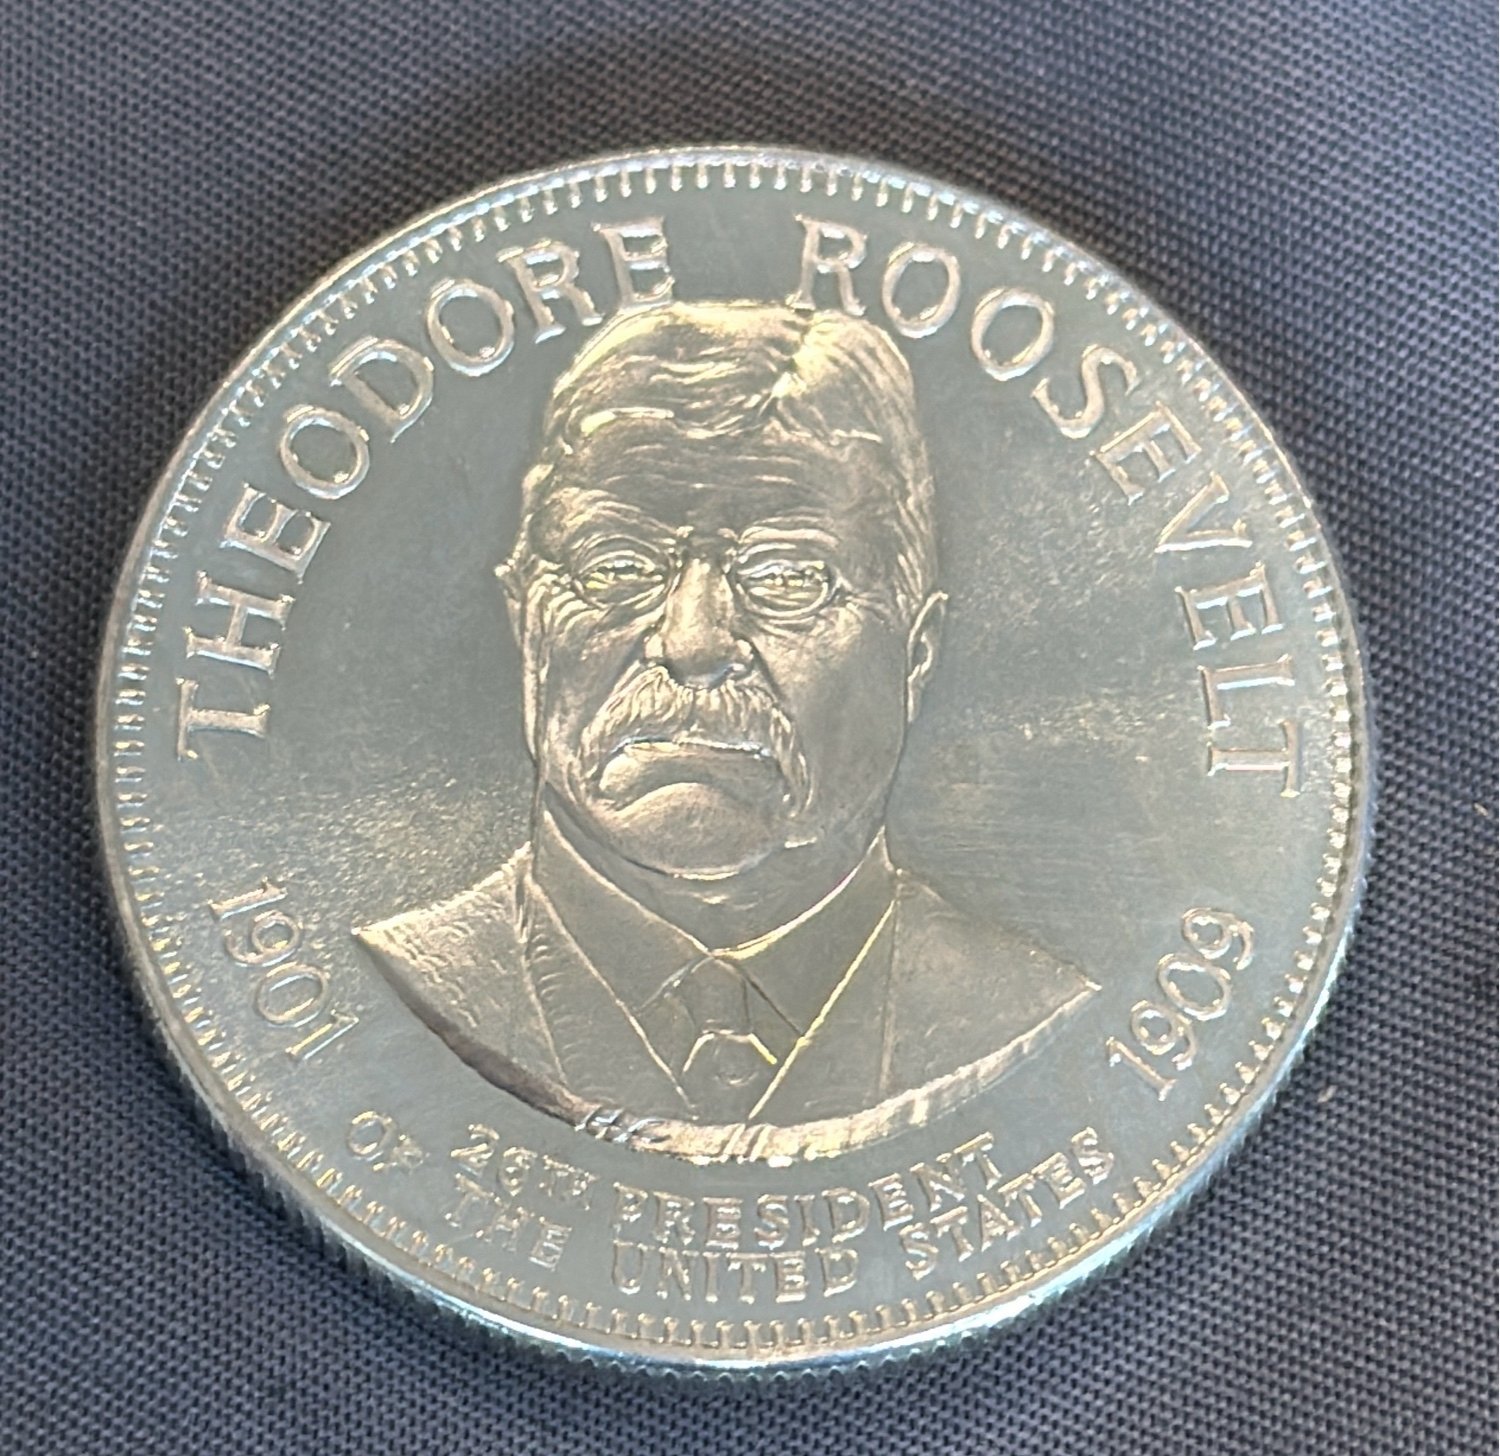 THEODORE ROOSEVELT
1901
1909
26TH PRESIDENT
OF THE UNITED STATES